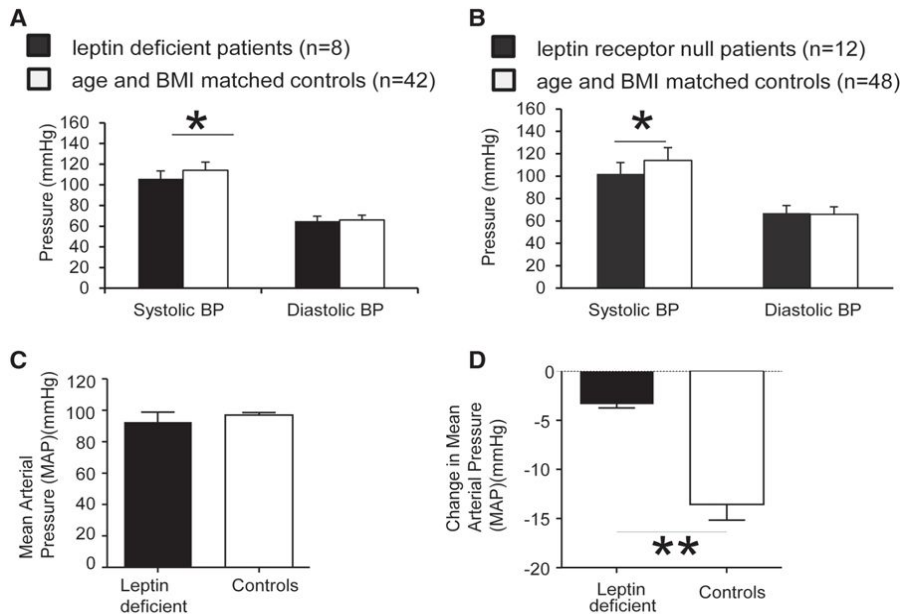 A
leptin deficient patients (n=8)
age and BMI matched controls (n=42)
Pressure (mmHg)
160
140
120
100
80
60
40
20
0
*
Systolic BP
Diastolic BP
B
leptin receptor null patients (n=12)
age and BMI matched controls (n=48)
Pressure (mmHg)
160
140
120
100
80
60
40
20
0
*
Systolic BP
Diastolic BP
C
Mean Arterial
Pressure (MAP)(mmHg)
120
100
80
60
40
20
0
Leptin
deficient
Controls
D
Change in Mean
Arterial Pressure
(MAP)(mmHg)
0
-5
-10
-15
-20
**
Leptin
deficient
Controls